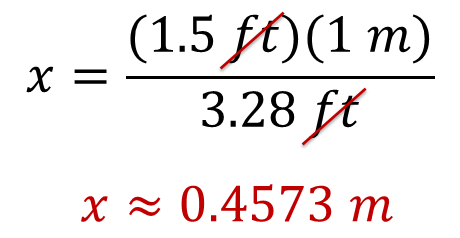 x = (1.5 ft)(1 m)
3.28 ft
x ≈ 0.4573 m